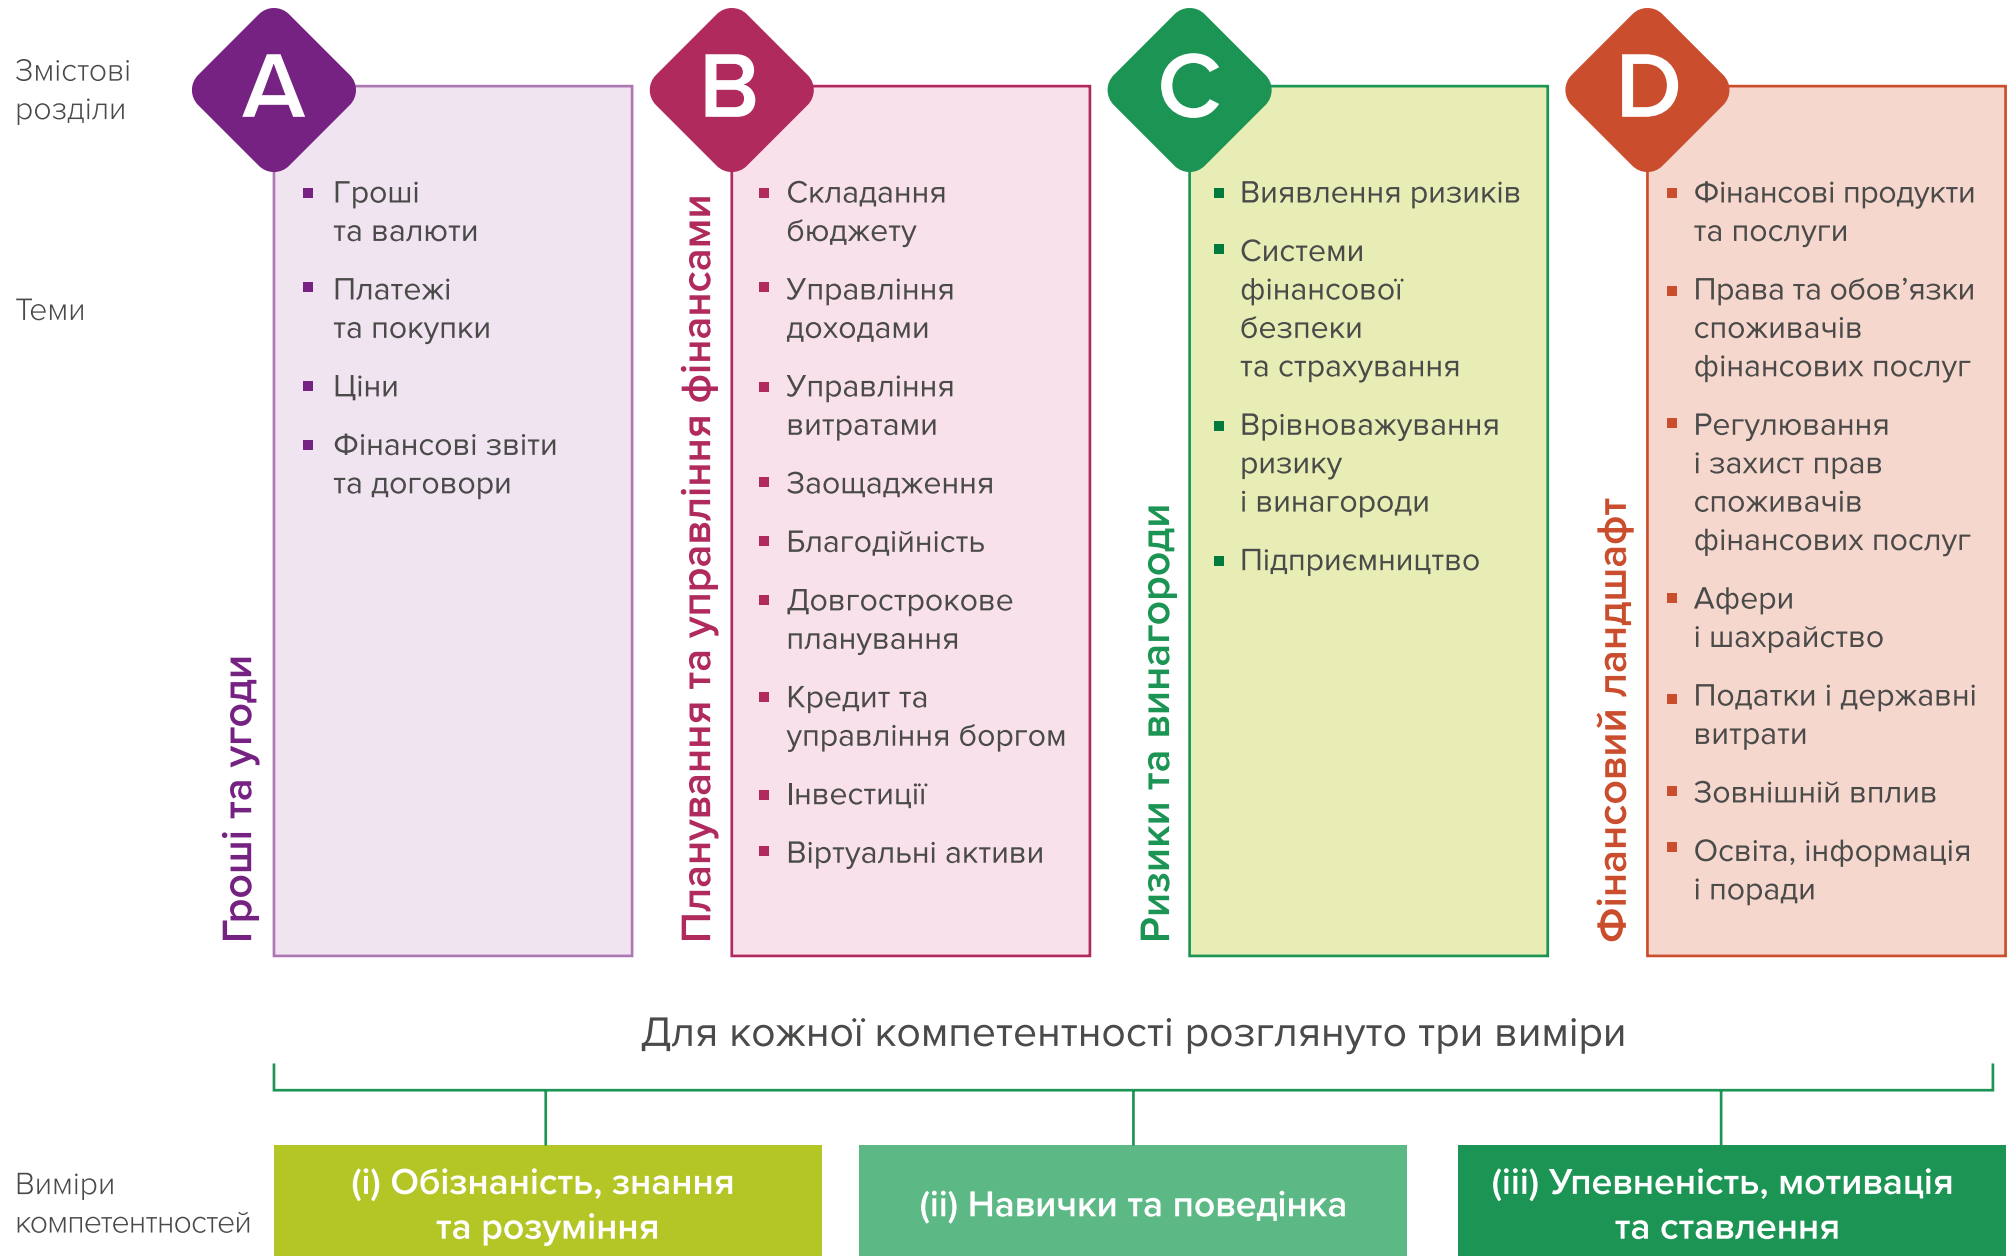 Змістові
розділи
A
B
C
D
Теми
Гроші та угоди
Гроші
та валюти
Платежі
та покупки
Ціни
Фінансові звіти
та договори
Планування та управління фінансами
Складання
бюджету
Управління
доходами
Управління
витратами
Заощадження
Благодійність
Довгострокове
планування
Кредит та
управління боргом
Інвестиції
Віртуальні активи
Ризики та винагороди
Виявлення ризиків
Системи
фінансової
безпеки
та страхування
Врівноважування
ризику
і винагороди
Підприємництво
Фінансовий ландшафт
Фінансові продукти
та послуги
Права та обов’язки
споживачів
фінансових послуг
Регулювання
і захист прав
споживачів
фінансових послуг
Афери
і шахрайство
Податки і державні
витрати
Зовнішній вплив
Освіта, інформація
і поради
Для кожної компетентності розглянуто три виміри
Виміри
компетентностей
(i) Обізнаність, знання
та розуміння
(ii) Навички та поведінка
(iii) Упевненість, мотивація
та ставлення